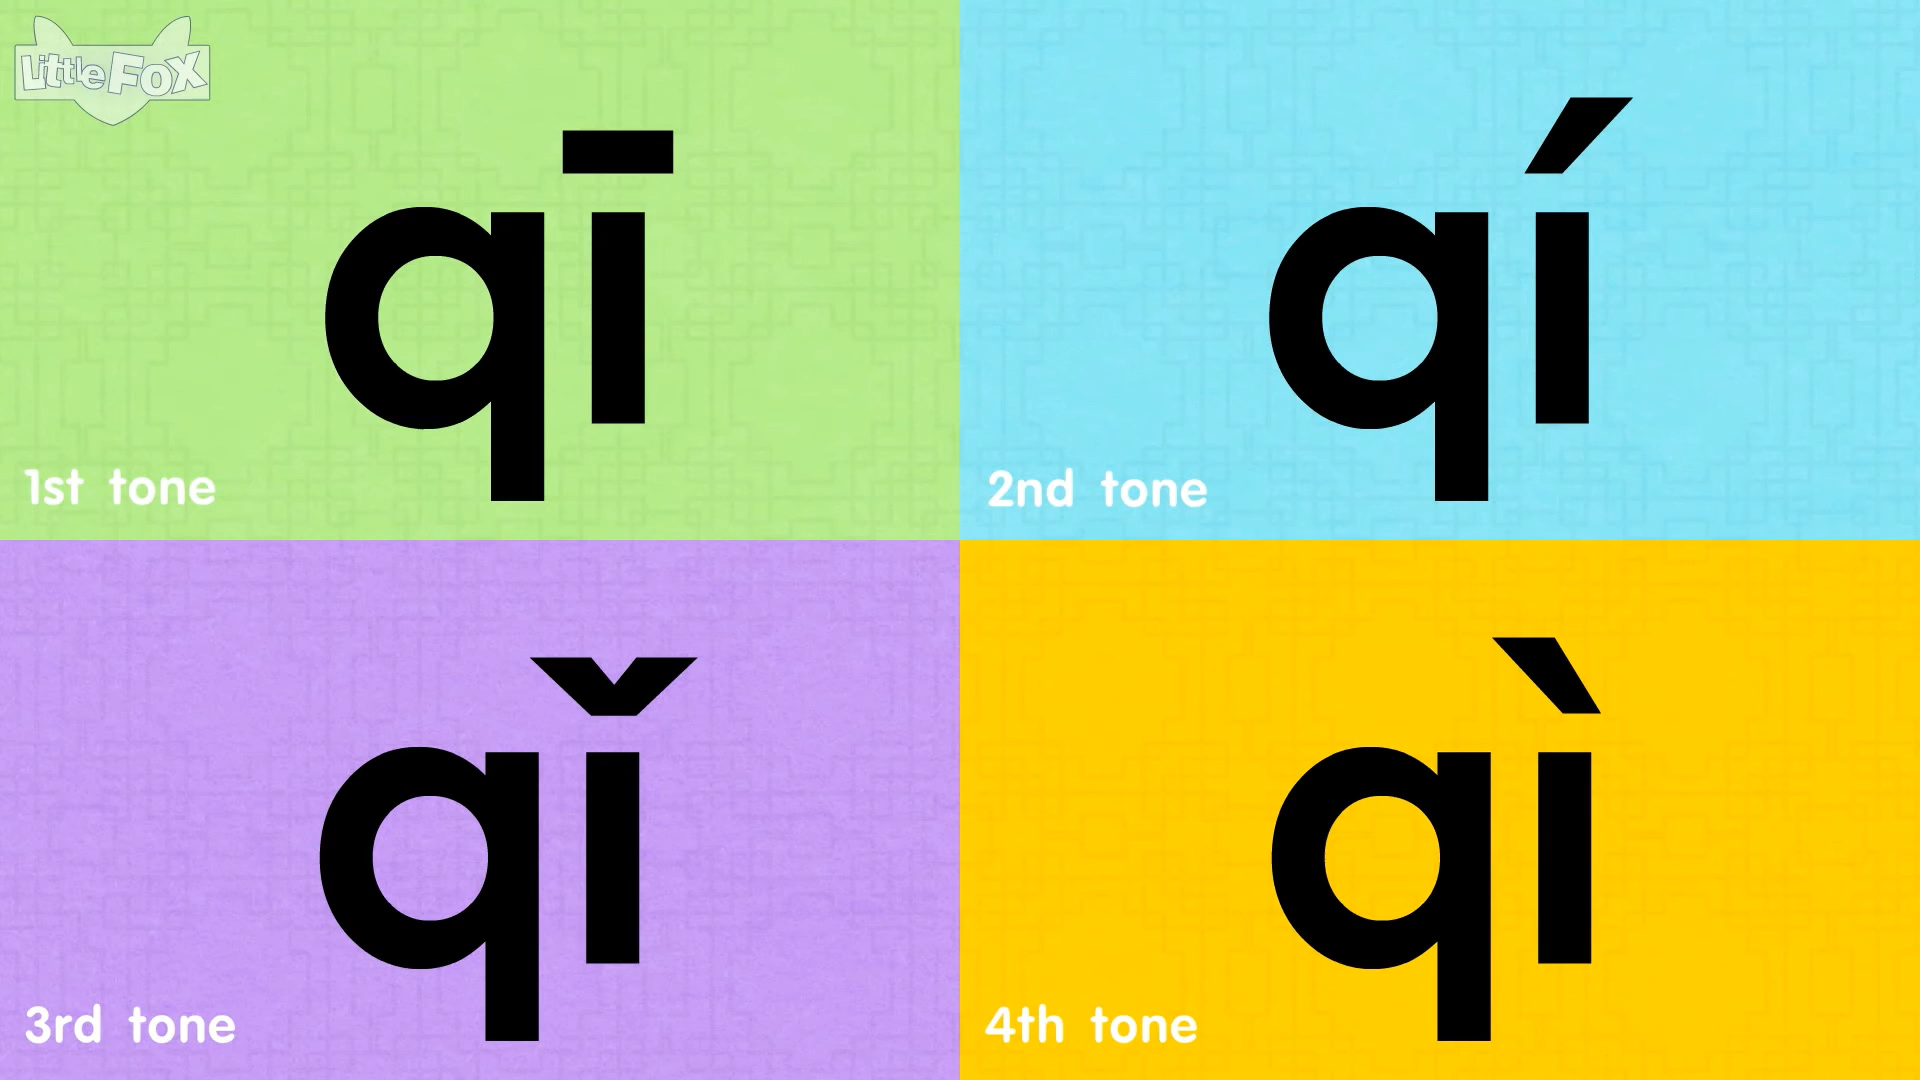 Little Fox
qī
1st tone
qí
2nd tone
qǐ
3rd tone
qì
4th tone